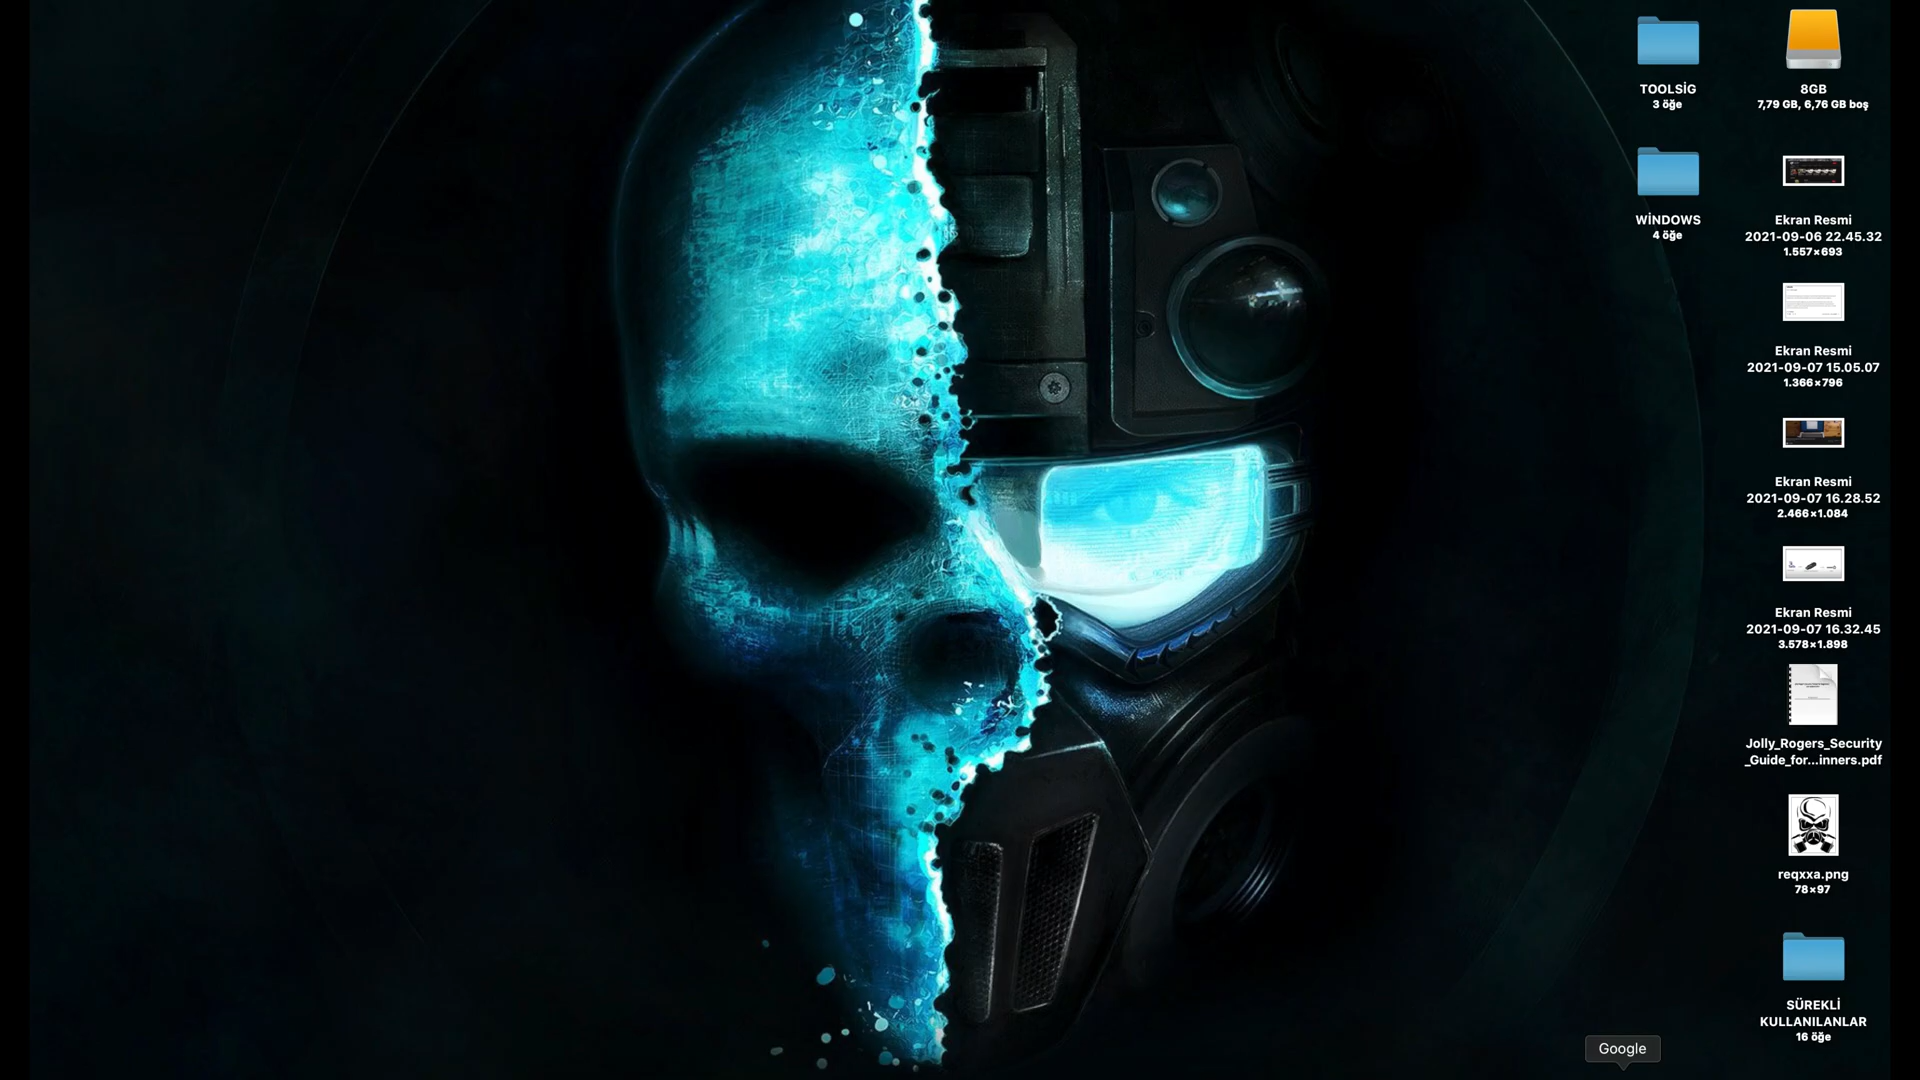 TOOLSİG
3 öğe
8GB
7,79 GB, 6,76 GB boş
WİNDOWS
4 öğe
Ekran Resmi
2021-09-06 22.45.32
1.557×693
Ekran Resmi
2021-09-07 15.05.07
1.366×796
Ekran Resmi
2021-09-07 16.28.52
2.466×1.084
Ekran Resmi
2021-09-07 16.32.45
3.578×1.898
Jolly_Rogers_Security
_Guide_for...inners.pdf
reqxxa.png
78×97
SÜREKLİ
KULLANILANLAR
16 öğe
Google